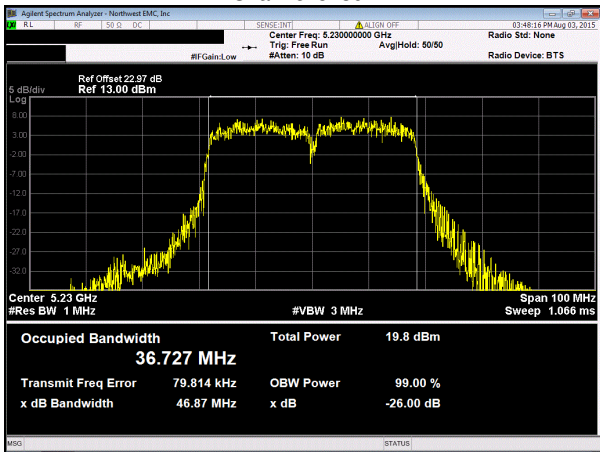 Agilent Spectrum Analyzer - Northwest EMC, Inc
RL RF 50 Ω DC SENSE:INT ALIGN OFF 03:48:16 PM Aug 03, 2015
Center Freq: 5.230000000 GHz Radio Std: None
Trig: Free Run Avg|Hold: 50/50
#IFGain:Low #Atten: 10 dB Radio Device: BTS
Ref Offset 22.97 dB
5 dB/div Ref 13.00 dBm
Log
8.00
3.00
-2.00
-7.00
-12.0
-17.0
-22.0
-27.0
-32.0
Center 5.23 GHz Span 100 MHz
#Res BW 1 MHz #VBW 3 MHz Sweep 1.066 ms
Occupied Bandwidth Total Power 19.8 dBm
36.727 MHz
Transmit Freq Error 79.814 kHz OBW Power 99.00 %
x dB Bandwidth 46.87 MHz x dB -26.00 dB
MSG STATUS